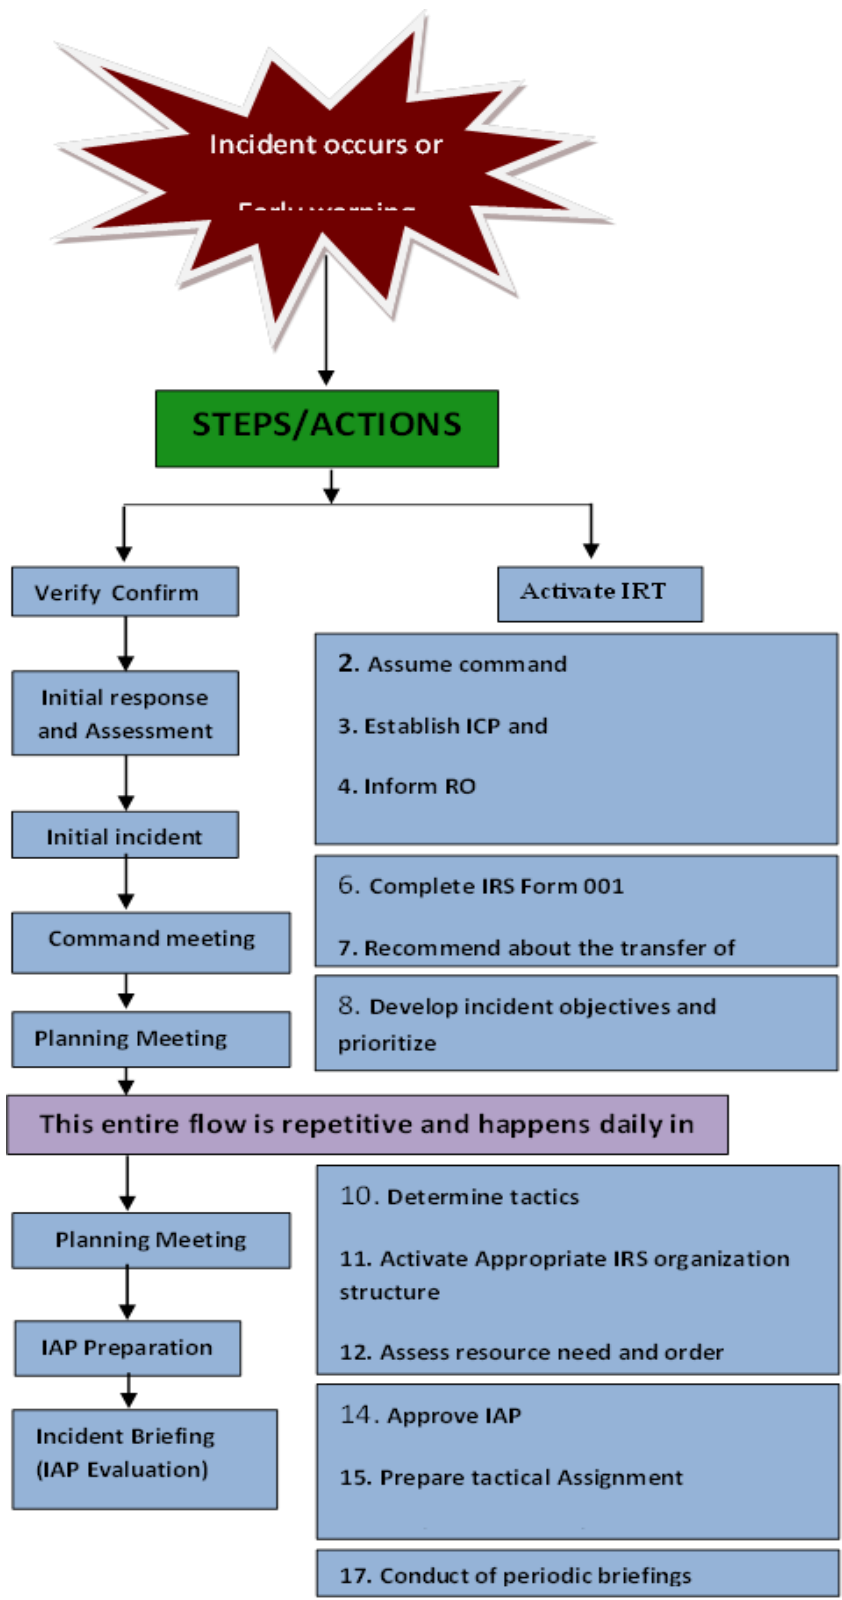 Incident occurs or
Early warning
STEPS/ACTIONS
Verify Confirm
Activate IRT
Initial response
and Assessment
Initial incident
Command meeting
Planning Meeting
2. Assume command
3. Establish ICP and
4. Inform RO
6. Complete IRS Form 001
7. Recommend about the transfer of
8. Develop incident objectives and
prioritize
This entire flow is repetitive and happens daily in
Planning Meeting
IAP Preparation
Incident Briefing
(IAP Evaluation)
10. Determine tactics
11. Activate Appropriate IRS organization
structure
12. Assess resource need and order
14. Approve IAP
15. Prepare tactical Assignment
17. Conduct of periodic briefings